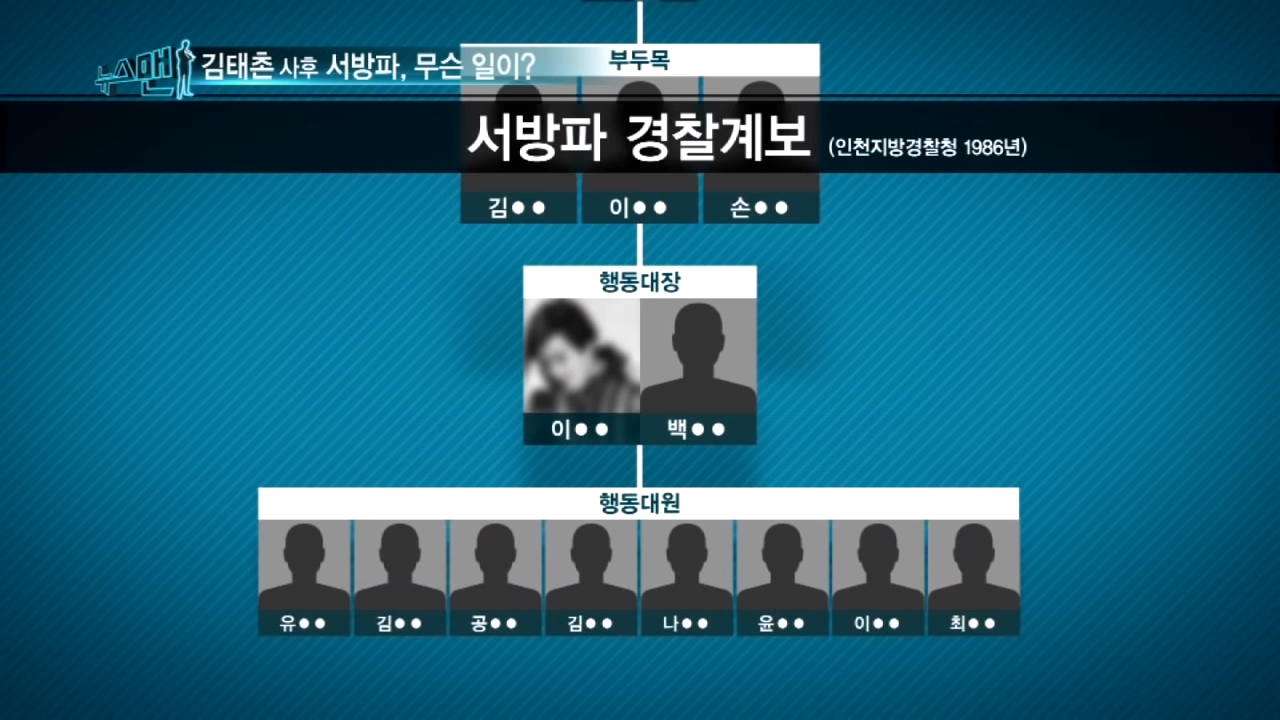 뉴스맨 김태촌 사후 서방파, 무슨 일이?
부두목
서방파 경찰계보 (인천지방경찰청 1986년)
김●● 이●● 손●●
행동대장
이●● 백●●
행동대원
유●● 김●● 공●● 김●● 나●● 윤●● 이●● 최●●